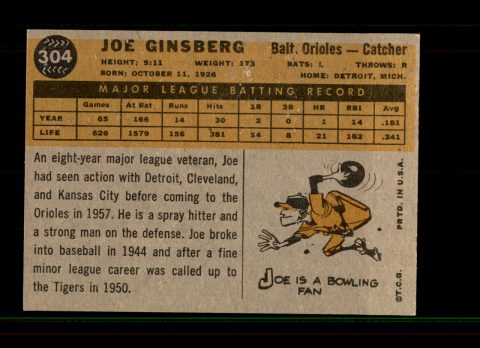 304
JOE GINSBERG
Balt. Orioles — Catcher
HEIGHT: 5:11 WEIGHT: 173 BATS: L THROWS: R
BORN: OCTOBER 11, 1926 HOME: DETROIT, MICH.
MAJOR LEAGUE BATTING RECORD
Games At Bat Runs Hits 2B 3B HR RBI Avg
YEAR 65 166 14 30 2 0 1 14 .181
LIFE 626 1579 156 381 54 8 21 162 .241
An eight-year major league veteran, Joe
had seen action with Detroit, Cleveland,
and Kansas City before coming to the
Orioles in 1957. He is a spray hitter and
a strong man on the defense. Joe broke
into baseball in 1944 and after a fine
minor league career was called up to
the Tigers in 1950.
JOE IS A BOWLING
FAN
©T.C.G. PRTD. IN U.S.A.